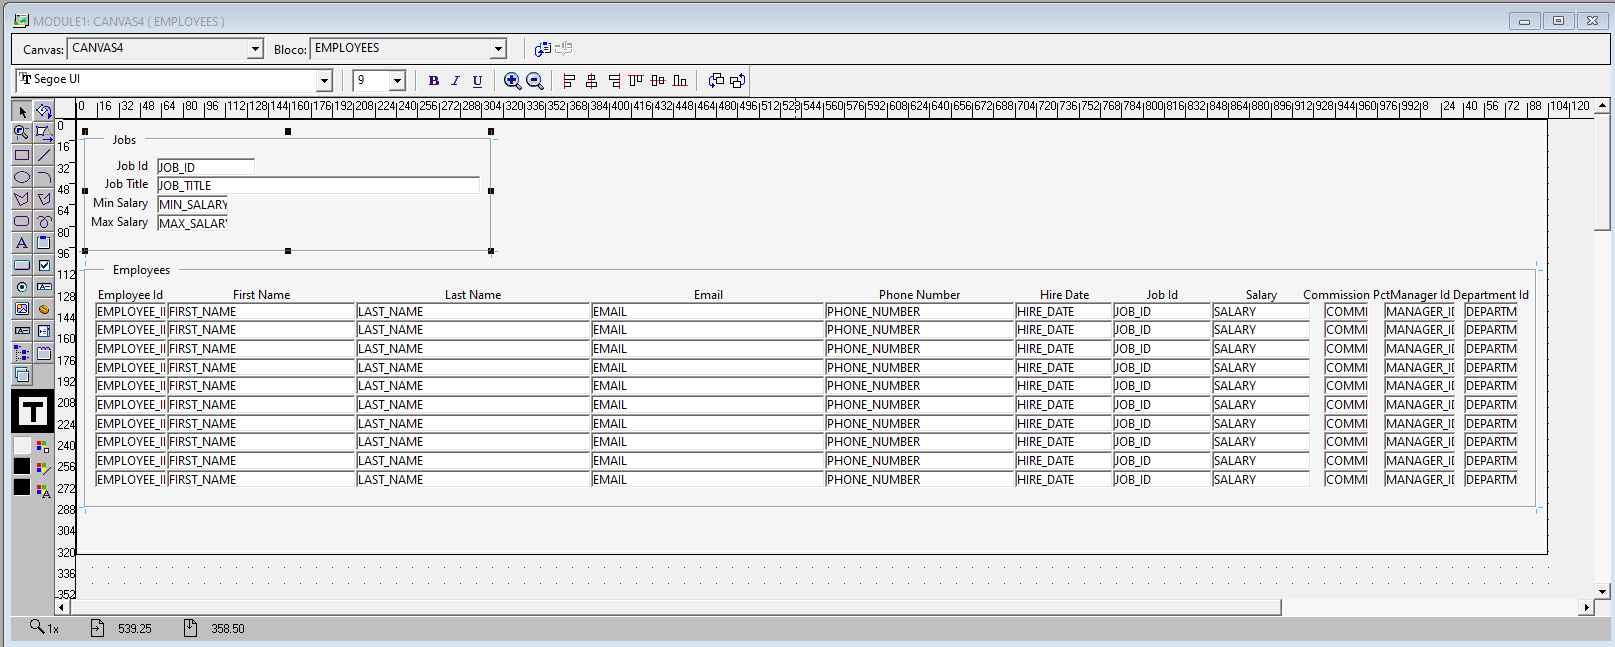 MODULE1: CANVAS4 ( EMPLOYEES )
Canvas: CANVAS4 Bloco: EMPLOYEES
Segoe UI 9 B I U
0 16 32 48 64 80 96 112 128 144 160 176 192 208 224 240 256 272 288 304 320 336 352 368 384 400 416 432 448 464 480 496 512 528 544 560 576 592 608 624 640 656 672 688 704 720 736 752 768 784 800 816 832 848 864 880 896 912 928 944 960 976 992 8 24 40 56 72 88 104 120
0
16
32
48
64
80
96
112
128
144
160
176
192
208
224
240
256
272
288
304
320
336
352
Jobs
Job Id JOB_ID
Job Title JOB_TITLE
Min Salary MIN_SALARY
Max Salary MAX_SALARY
Employees
Employee Id First Name Last Name Email Phone Number Hire Date Job Id Salary Commission PctManager Id Department Id
EMPLOYEE_II FIRST_NAME LAST_NAME EMAIL PHONE_NUMBER HIRE_DATE JOB_ID SALARY COMMI MANAGER_ID DEPARTM
EMPLOYEE_II FIRST_NAME LAST_NAME EMAIL PHONE_NUMBER HIRE_DATE JOB_ID SALARY COMMI MANAGER_ID DEPARTM
EMPLOYEE_II FIRST_NAME LAST_NAME EMAIL PHONE_NUMBER HIRE_DATE JOB_ID SALARY COMMI MANAGER_ID DEPARTM
EMPLOYEE_II FIRST_NAME LAST_NAME EMAIL PHONE_NUMBER HIRE_DATE JOB_ID SALARY COMMI MANAGER_ID DEPARTM
EMPLOYEE_II FIRST_NAME LAST_NAME EMAIL PHONE_NUMBER HIRE_DATE JOB_ID SALARY COMMI MANAGER_ID DEPARTM
EMPLOYEE_II FIRST_NAME LAST_NAME EMAIL PHONE_NUMBER HIRE_DATE JOB_ID SALARY COMMI MANAGER_ID DEPARTM
EMPLOYEE_II FIRST_NAME LAST_NAME EMAIL PHONE_NUMBER HIRE_DATE JOB_ID SALARY COMMI MANAGER_ID DEPARTM
EMPLOYEE_II FIRST_NAME LAST_NAME EMAIL PHONE_NUMBER HIRE_DATE JOB_ID SALARY COMMI MANAGER_ID DEPARTM
EMPLOYEE_II FIRST_NAME LAST_NAME EMAIL PHONE_NUMBER HIRE_DATE JOB_ID SALARY COMMI MANAGER_ID DEPARTM
EMPLOYEE_II FIRST_NAME LAST_NAME EMAIL PHONE_NUMBER HIRE_DATE JOB_ID SALARY COMMI MANAGER_ID DEPARTM
1x 539.25 358.50